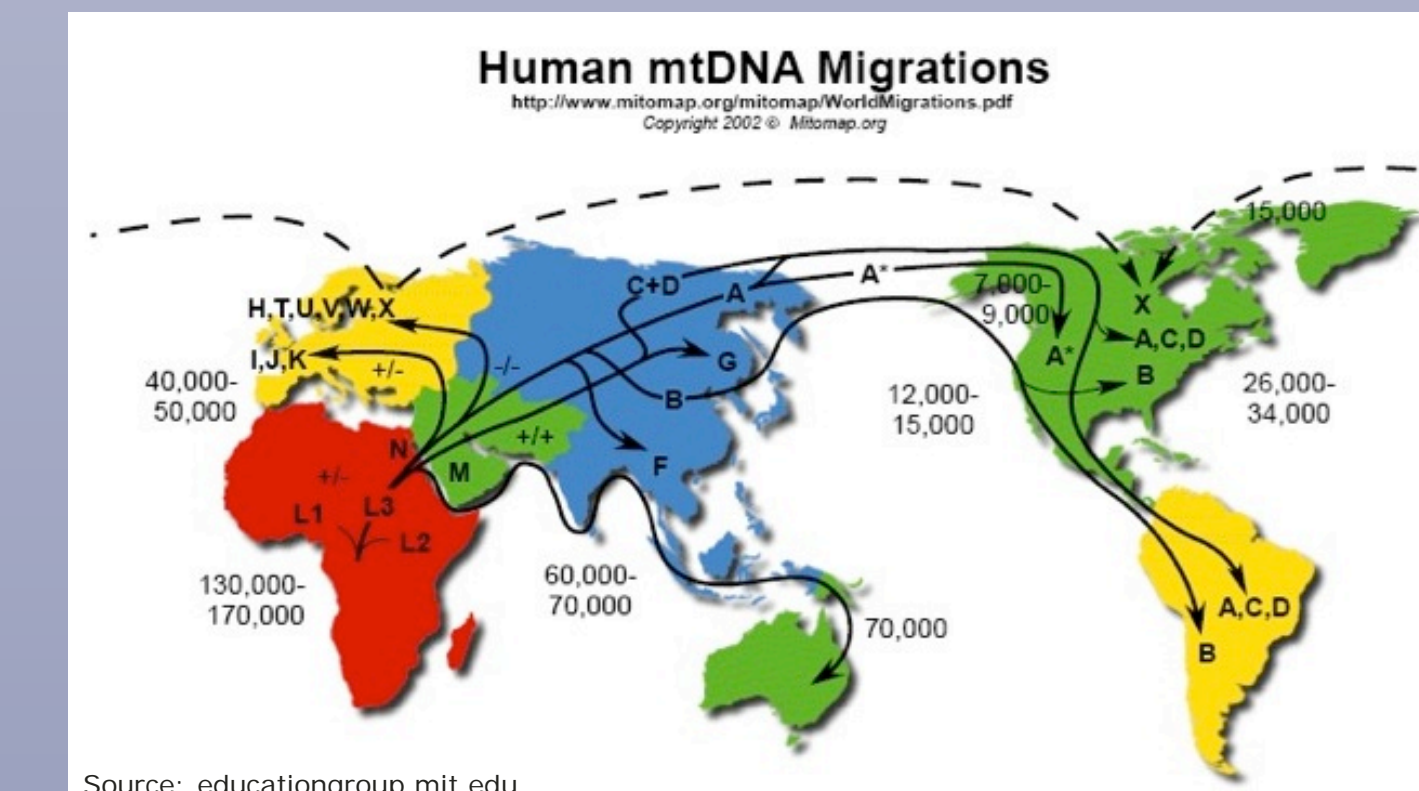 Human mtDNA Migrations
http://www.mitomap.org/mitomap/WorldMigrations.pdf
Copyright 2002 © Mitomap.org
15,000
C+D
A
A*
7,000-
9,000
X
H,T,U,V,W,X
A,C,D
I,J,K
+/-
-/-
G
A*
B
40,000-
50,000
B
12,000-
15,000
26,000-
34,000
N
+/+
M
F
+/-
L1
L3
L2
130,000-
170,000
60,000-
70,000
70,000
A,C,D
B
Source: educationgroup.mit.edu